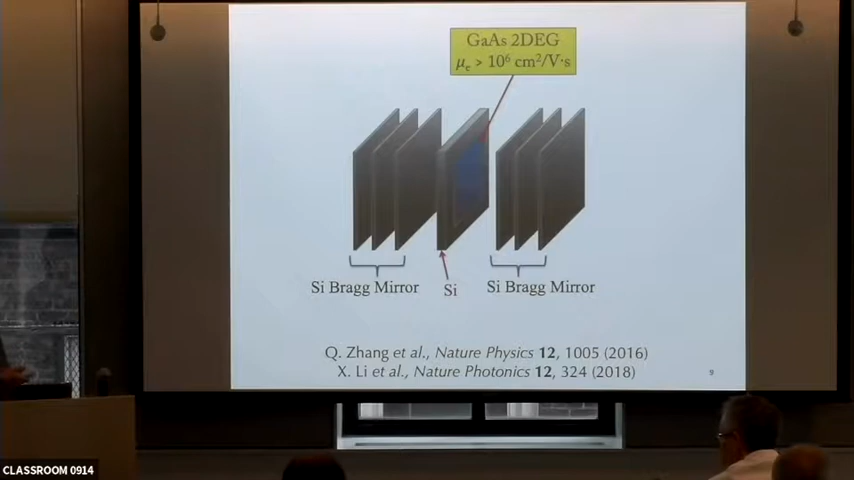 GaAs 2DEG
μe > 10⁶ cm²/V·s
Si Bragg Mirror
Si
Si Bragg Mirror
Q. Zhang et al., Nature Physics 12, 1005 (2016)
X. Li et al., Nature Photonics 12, 324 (2018)
9
CLASSROOM 0914